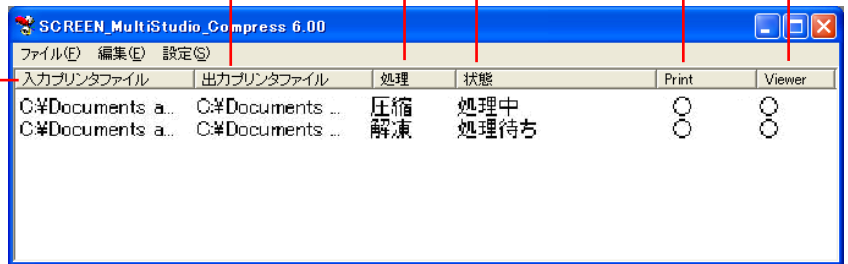 SCREEN_MultiStudio_Compress 6.00
ファイル(F) 編集(E) 設定(S)
入力プリンタファイル 出力プリンタファイル 処理 状態 Print Viewer
C:¥Documents a... C:¥Documents ... 圧縮 処理中 ○ ○
C:¥Documents a... C:¥Documents ... 解凍 処理待ち ○ ○